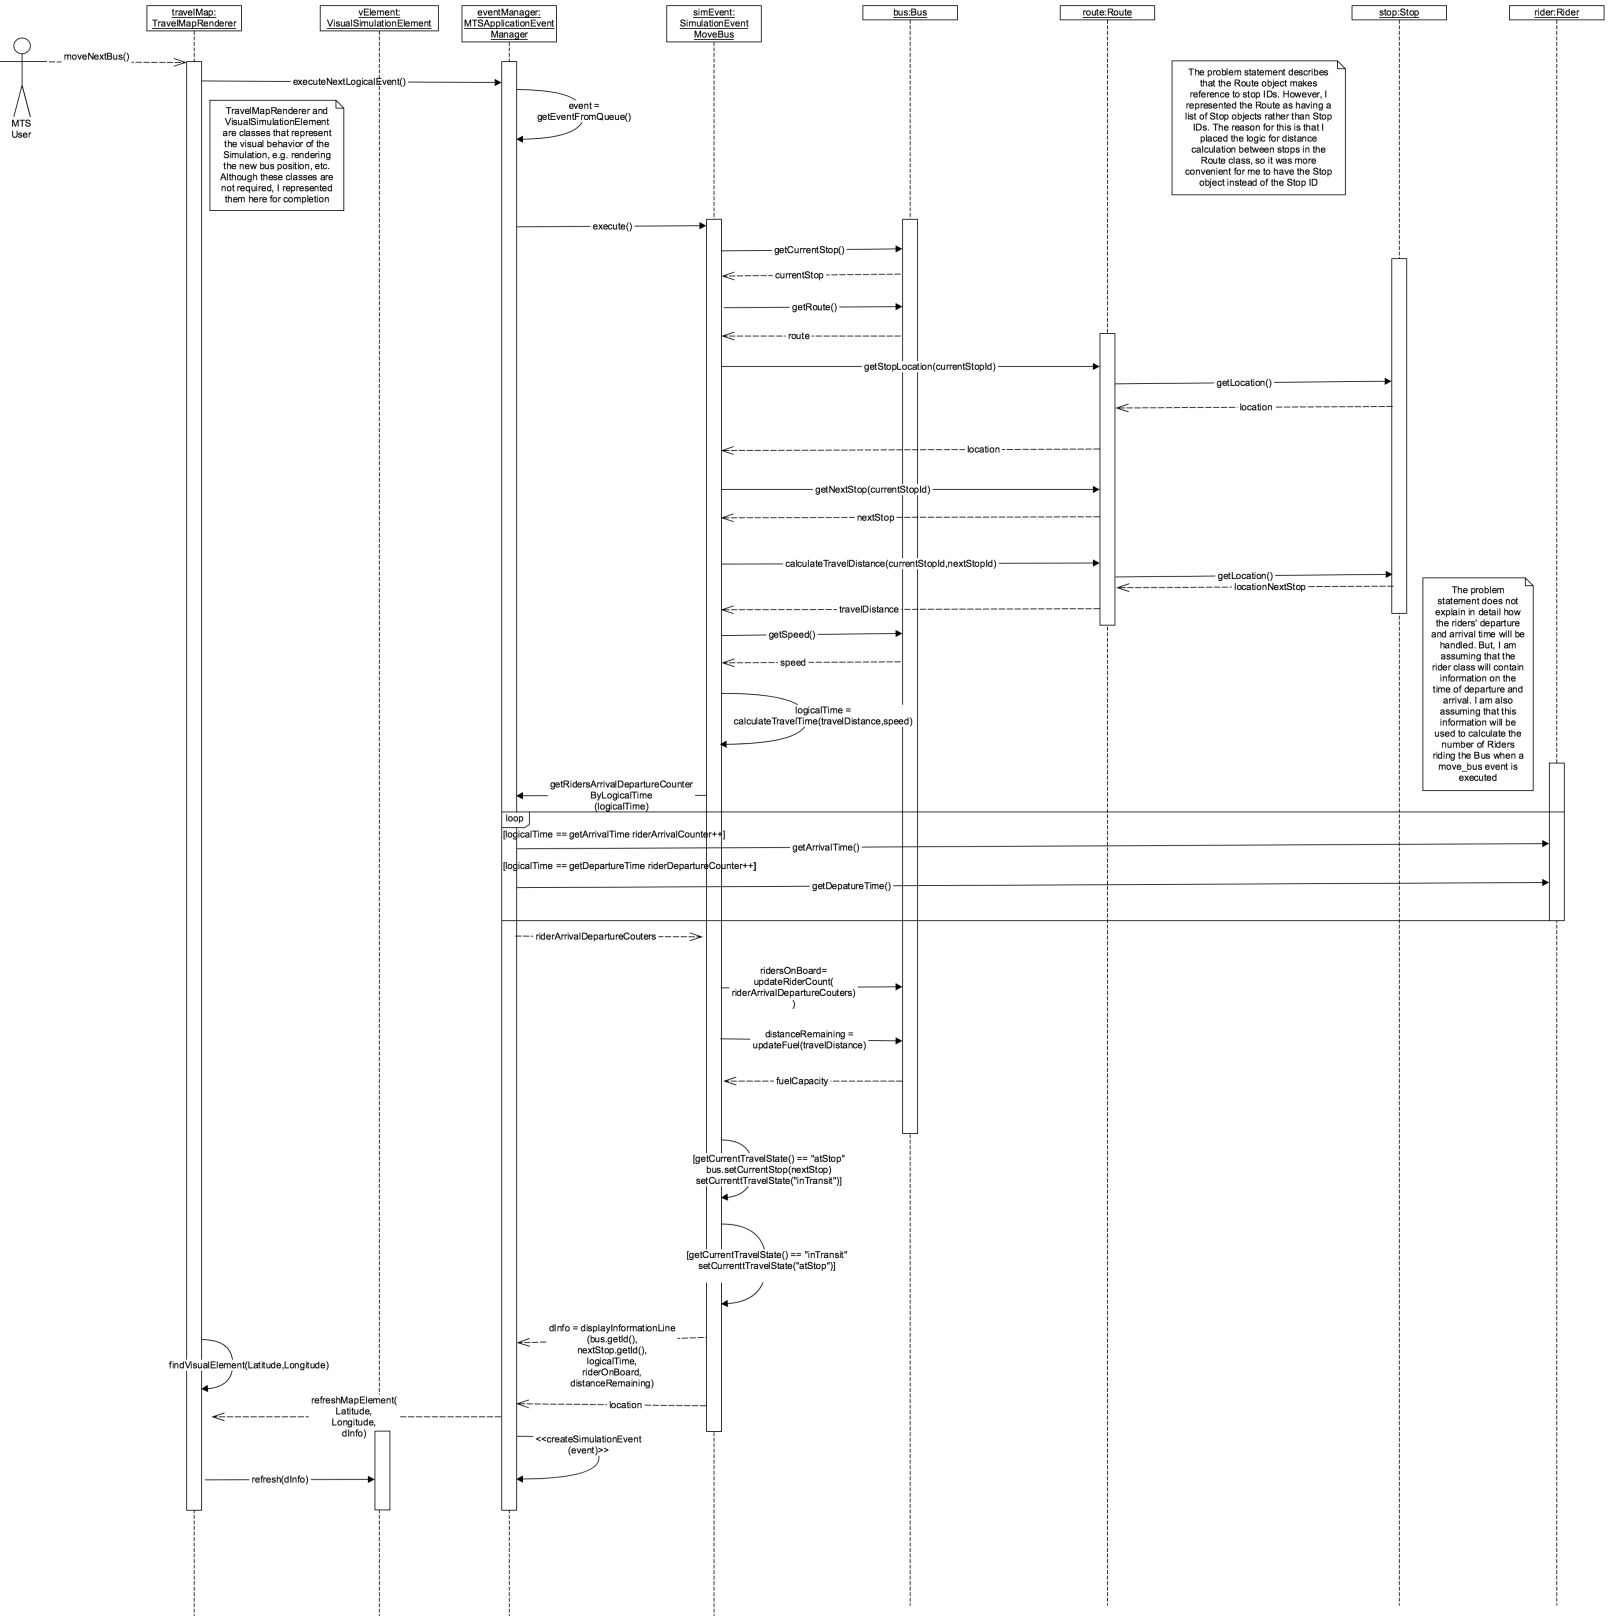 travelMap:
TravelMapRenderer
vElement:
VisualSimulationElement
eventManager:
MTSApplicationEvent
Manager
simEvent:
SimulationEvent
MoveBus
bus:Bus
route:Route
stop:Stop
rider:Rider
moveNextBus()
MTS
User
executeNextLogicalEvent()
event =
getEventFromQueue()
TravelMapRenderer and
VisualSimulationElement
are classes that represent
the visual behavior of the
Simulation, e.g. rendering
the new bus position, etc.
Although these classes are
not required, I represented
them here for completion
The problem statement describes
that the Route object makes
reference to stop IDs. However, I
represented the Route as having a
list of Stop objects rather than Stop
IDs. The reason for this is that I
placed the logic for distance
calculation between stops in the
Route class, so it was more
convenient for me to have the Stop
object instead of the Stop ID
execute()
getCurrentStop()
currentStop
getRoute()
route
getStopLocation(currentStopId)
getLocation()
location
location
getNextStop(currentStopId)
nextStop
calculateTravelDistance(currentStopId,nextStopId)
getLocation()
locationNextStop
travelDistance
getSpeed()
speed
The problem
statement does not
explain in detail how
the riders' departure
and arrival time will be
handled. But, I am
assuming that the
rider class will contain
information on the
time of departure and
arrival. I am also
assuming that this
information will be
used to calculate the
number of Riders
riding the Bus when a
move_bus event is
executed
logicalTime =
calculateTravelTime(travelDistance,speed)
getRidersArrivalDepartureCounter
ByLogicalTime
(logicalTime)
loop
[logicalTime == getArrivalTime riderArrivalCounter++]
getArrivalTime()
[logicalTime == getDepartureTime riderDepartureCounter++]
getDepatureTime()
riderArrivalDepartureCouters
ridersOnBoard=
updateRiderCount(
riderArrivalDepartureCouters)
)
distanceRemaining =
updateFuel(travelDistance)
fuelCapacity
[getCurrentTravelState() == "atStop"
bus.setCurrentStop(nextStop)
setCurrentTravelState("inTransit")]
[getCurrentTravelState() == "inTransit"
setCurrenttTravelState("atStop")]
dInfo = displayInformationLine
(bus.getId(),
nextStop.getId(),
logicalTime,
riderOnBoard,
distanceRemaining)
findVisualElement(Latitude,Longitude)
location
refreshMapElement(
Latitude,
Longitude,
dInfo)
<<createSimulationEvent
(event)>>
refresh(dInfo)